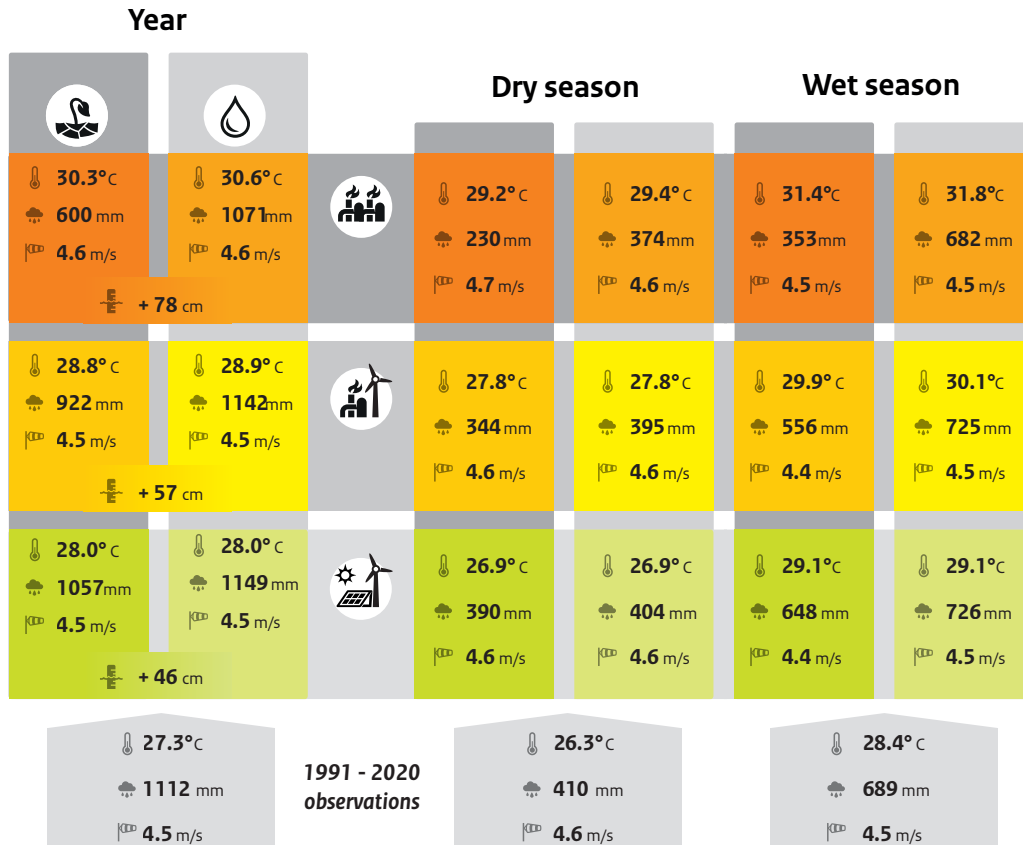 Year
Dry season
Wet season
30.3°C
600 mm
4.6 m/s
30.6°C
1071mm
4.6 m/s
+ 78 cm
29.2°C
230mm
4.7 m/s
29.4°C
374mm
4.6 m/s
31.4°C
353mm
4.5 m/s
31.8°C
682 mm
4.5 m/s
28.8°C
922 mm
4.5 m/s
28.9°C
1142mm
4.5 m/s
+ 57 cm
27.8°C
344 mm
4.6 m/s
27.8°C
395 mm
4.6 m/s
29.9°C
556 mm
4.4 m/s
30.1°C
725 mm
4.5 m/s
28.0°C
1057mm
4.5 m/s
28.0°C
1149 mm
4.5 m/s
+ 46 cm
26.9°C
390 mm
4.6 m/s
26.9°C
404 mm
4.6 m/s
29.1°C
648 mm
4.4 m/s
29.1°C
726 mm
4.5 m/s
27.3°C
1112 mm
4.5 m/s
1991 - 2020
observations
26.3°C
410 mm
4.6 m/s
28.4°C
689 mm
4.5 m/s